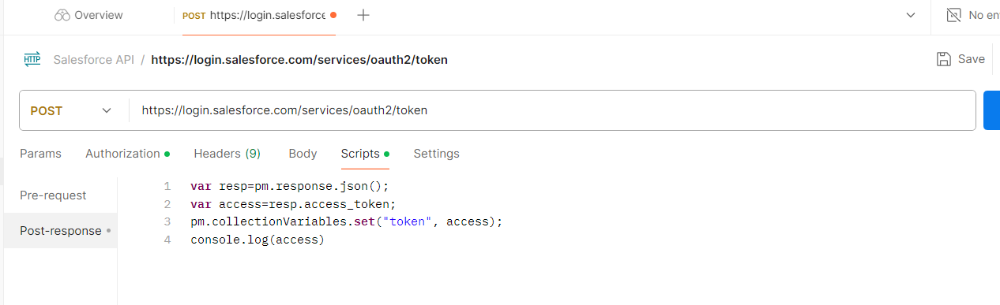 Overview
POST https://login.salesforc
No en
HTTP Salesforce API / https://login.salesforce.com/services/oauth2/token
Save
POST https://login.salesforce.com/services/oauth2/token
Params Authorization Headers (9) Body Scripts Settings
Pre-request
Post-response
1 var resp=pm.response.json();
2 var access=resp.access_token;
3 pm.collectionVariables.set("token", access);
4 console.log(access)